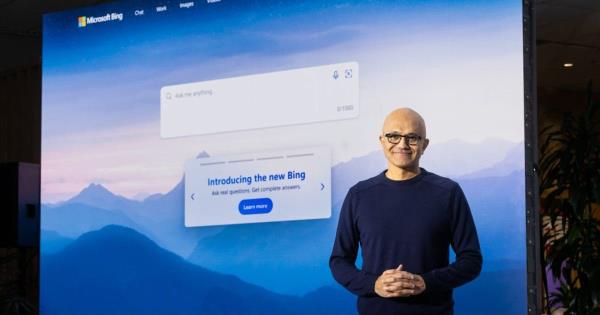 Microsoft Bing Chat Work Images Videos
Ask me anything...
0/1000
Introducing the new Bing
Ask real questions. Get complete answers.
Learn more